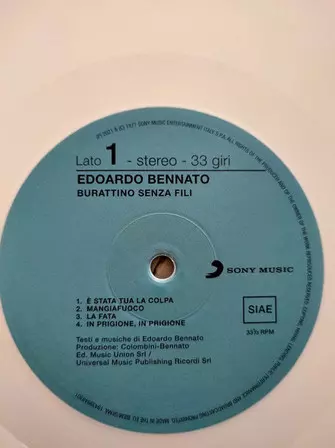 Lato 1 - stereo - 33 giri
EDOARDO BENNATO
BURATTINO SENZA FILI
SONY MUSIC
1. È STATA TUA LA COLPA
2. MANGIAFUOCO
3. LA FATA
4. IN PRIGIONE, IN PRIGIONE
SIAE
33⅓ RPM
Testi e musiche di Edoardo Bennato
Produzione: Colombini-Bennato
Ed. Music Union Srl /
Universal Music Publishing Ricordi Srl